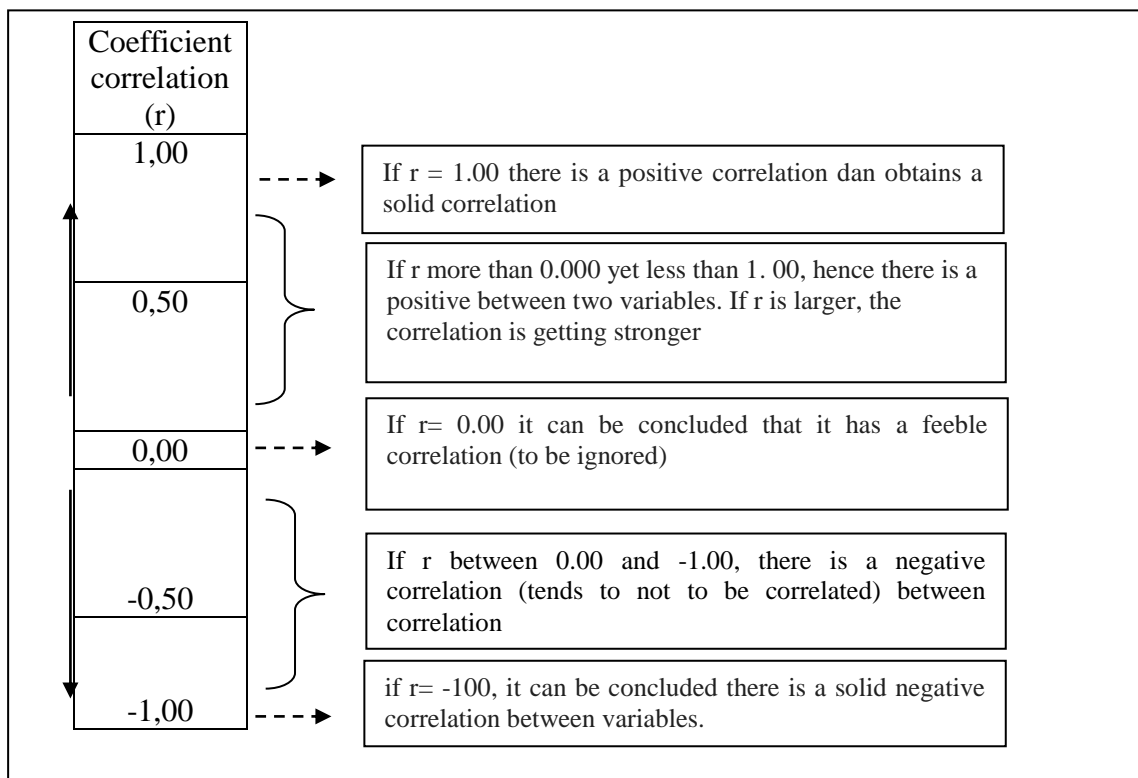 Coefficient
correlation
(r)
1,00
If r = 1.00 there is a positive correlation dan obtains a
solid correlation
If r more than 0.000 yet less than 1. 00, hence there is a
positive between two variables. If r is larger, the
correlation is getting stronger
0,50
If r= 0.00 it can be concluded that it has a feeble
correlation (to be ignored)
0,00
If r between 0.00 and -1.00, there is a negative
correlation (tends to not to be correlated) between
correlation
-0,50
if r= -100, it can be concluded there is a solid negative
correlation between variables.
-1,00